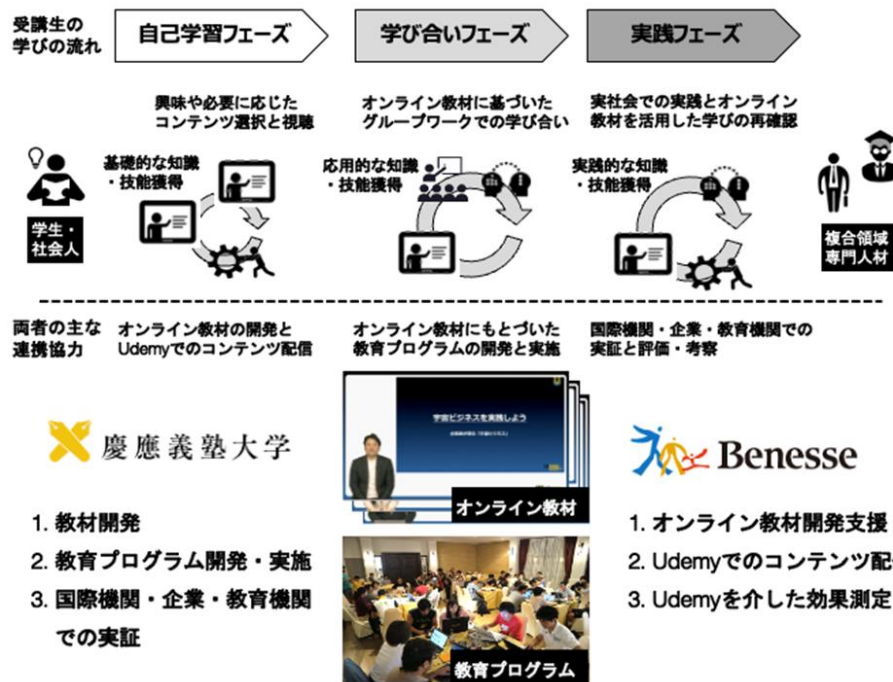 受講生の
学びの流れ
自己学習フェーズ
学び合いフェーズ
実践フェーズ
興味や必要に応じた
コンテンツ選択と視聴
オンライン教材に基づいた
グループワークでの学び合い
実社会での実践とオンライン
教材を活用した学びの再確認
基礎的な知識
・技能獲得
応用的な知識
・技能獲得
実践的な知識
・技能獲得
学生・
社会人
複合領域
専門人材
両者の主な
連携協力
オンライン教材の開発と
Udemyでのコンテンツ配信
オンライン教材にもとづいた
教育プログラムの開発と実施
国際機関・企業・教育機関での
実証と評価・考察
慶應義塾大学
1. 教材開発
2. 教育プログラム開発・実施
3. 国際機関・企業・教育機関
での実証
宇宙ビジネスを実践しよう
オンライン教材
教育プログラム
Benesse
1. オンライン教材開発支援
2. Udemyでのコンテンツ配
3. Udemyを介した効果測定